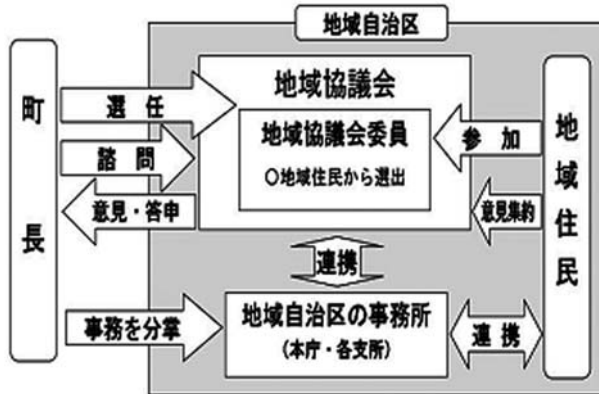 地域自治区
町長
選任
諮問
意見・答申
事務を分掌
地域協議会
地域協議会委員
○地域住民から選出
参加
意見集約
連携
地域自治区の事務所
(本庁・各支所)
連携
地域住民